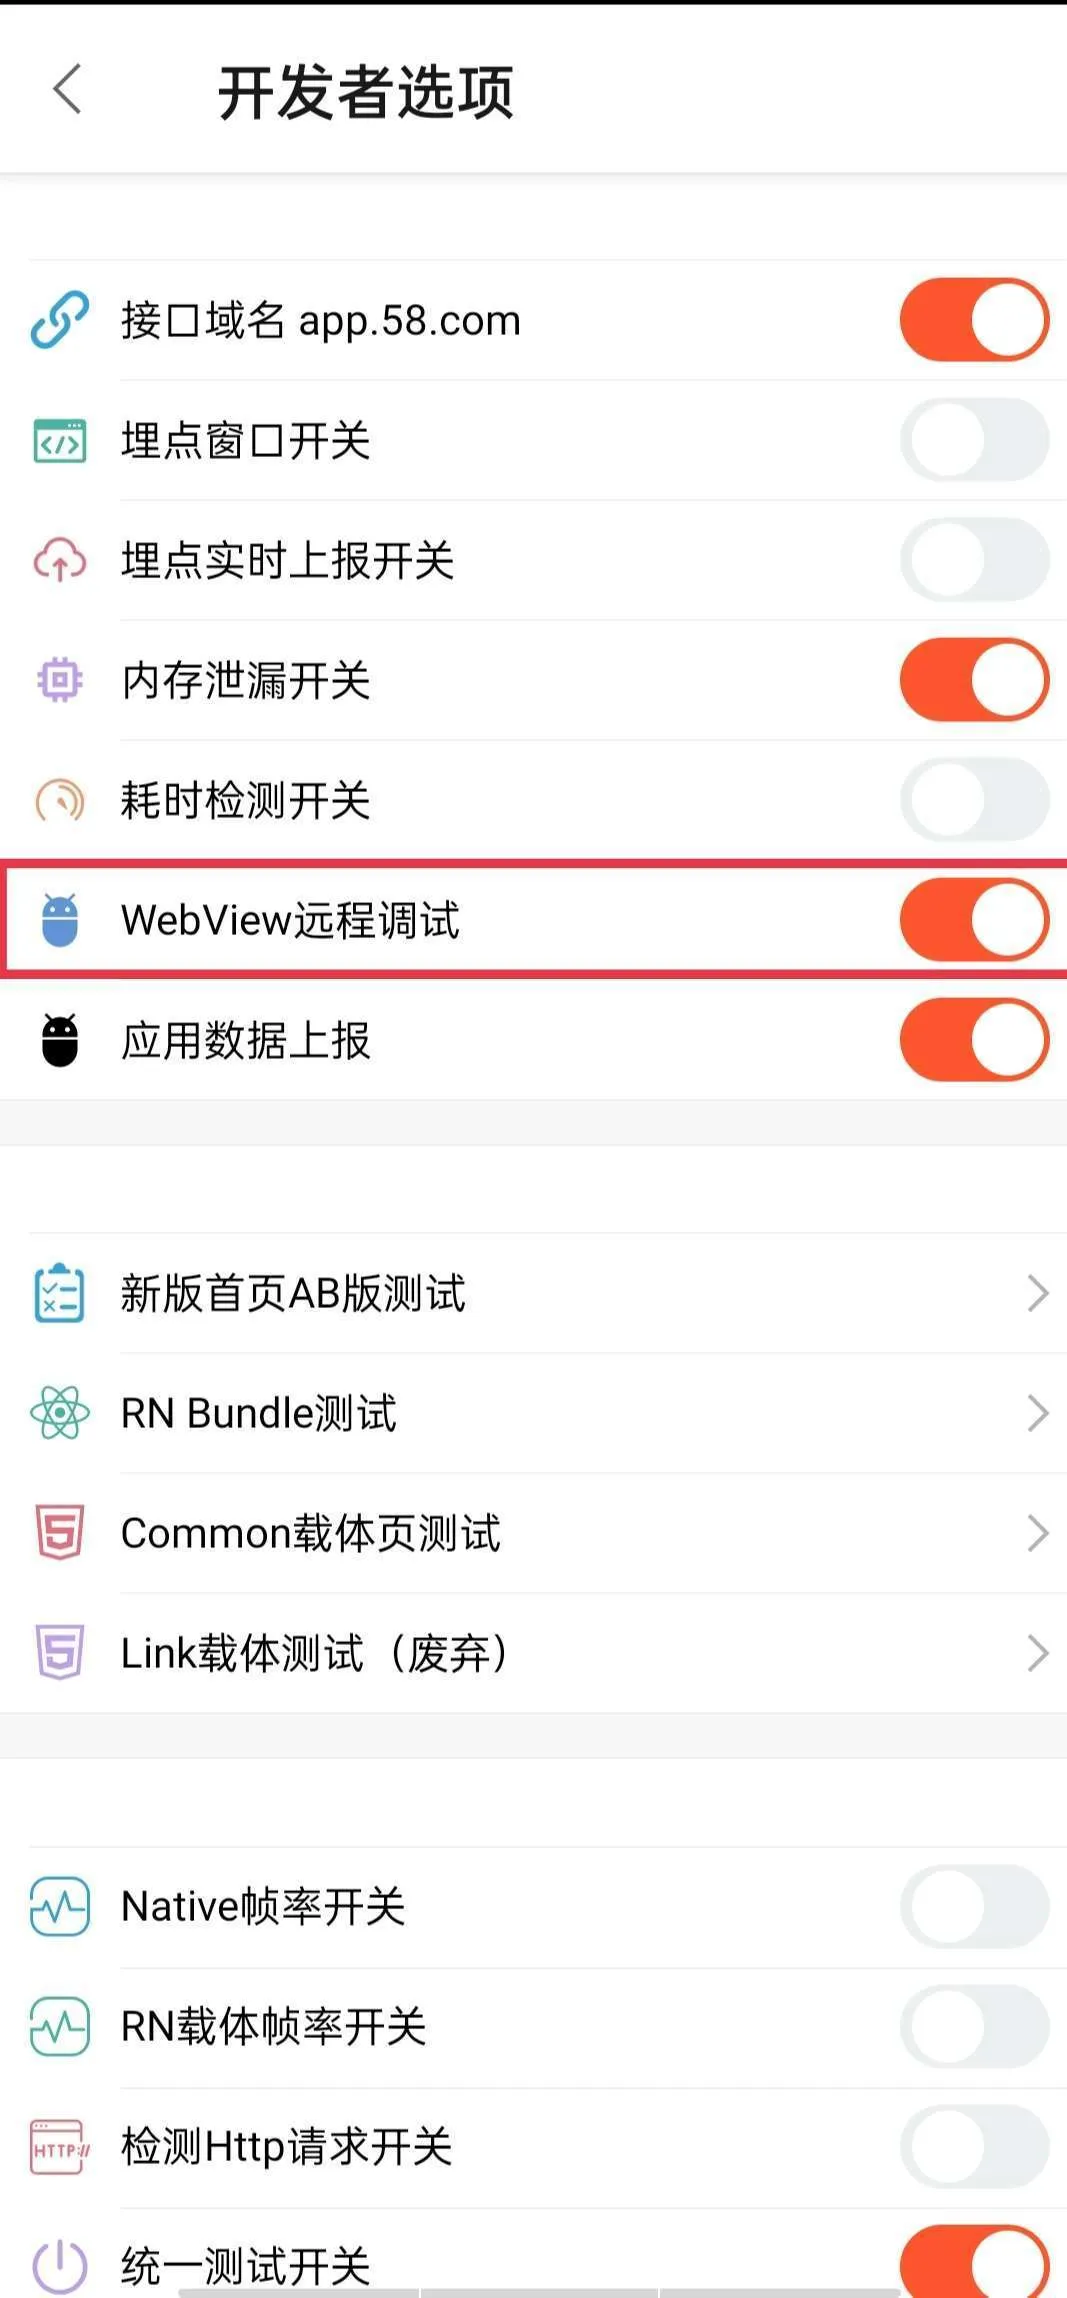 开发者选项
接口域名 app.58.com
埋点窗口开关
埋点实时上报开关
内存泄漏开关
耗时检测开关
WebView远程调试
应用数据上报
新版首页AB版测试
RN Bundle测试
Common载体页测试
Link载体测试（废弃）
Native帧率开关
RN载体帧率开关
HTTP://
检测Http请求开关
统一测试开关